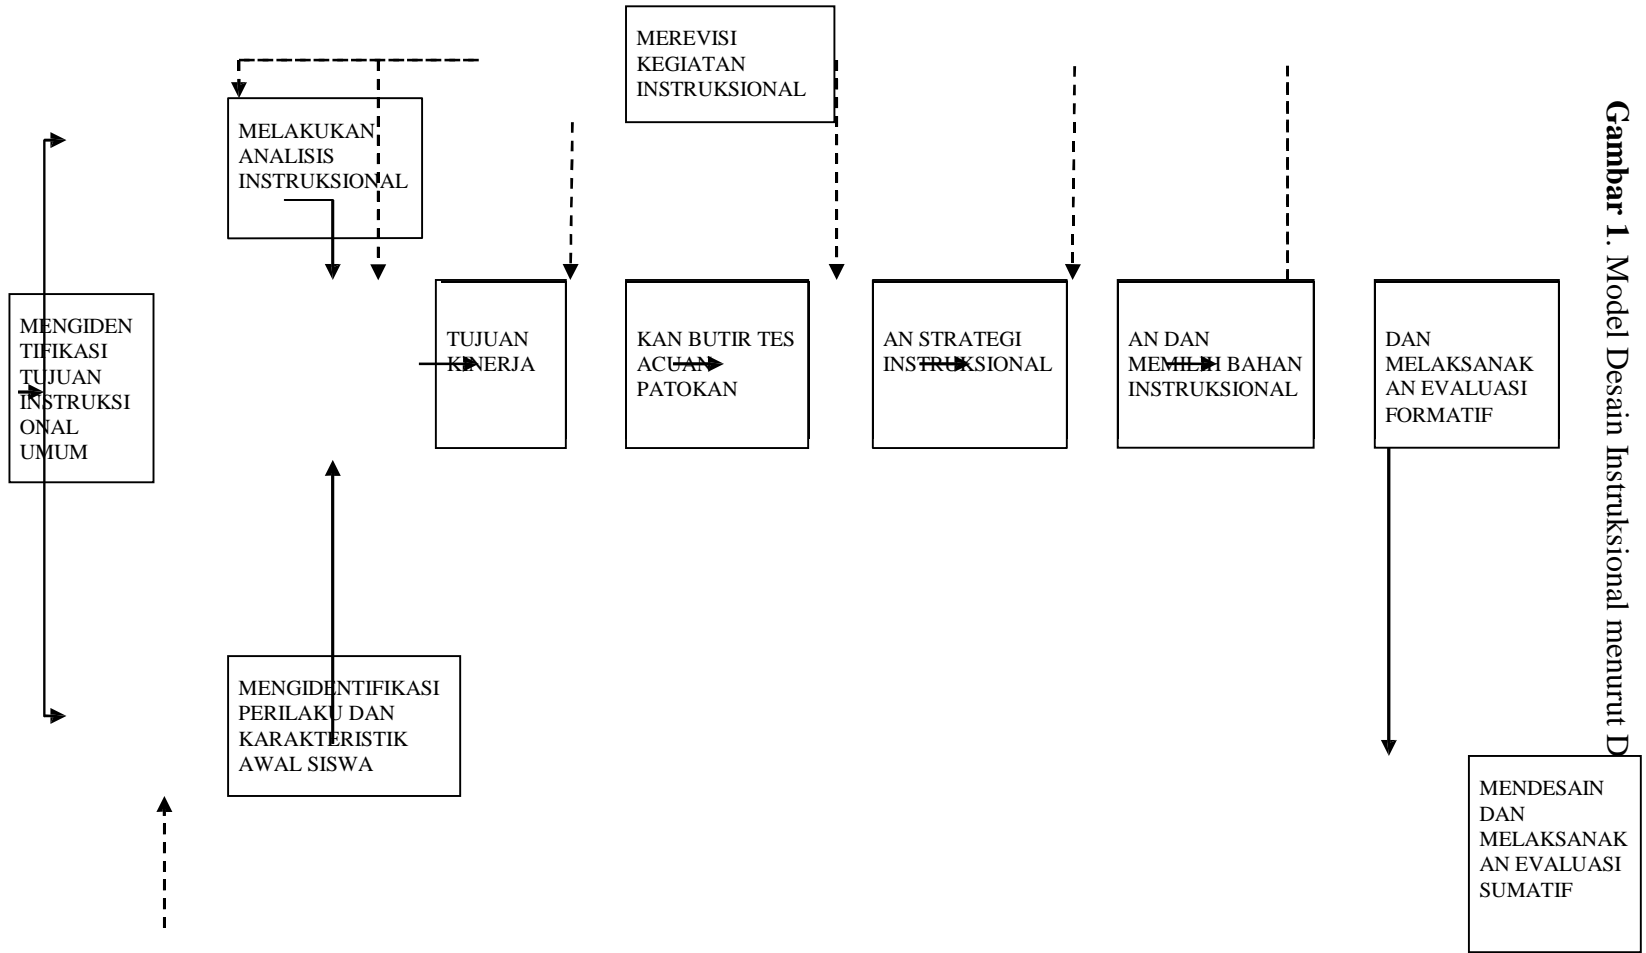 MEREVISI
KEGIATAN
INSTRUKSIONAL
MELAKUKAN
ANALISIS
INSTRUKSIONAL
MENGIDEN
TIFIKASI
TUJUAN
INSTRUKSI
ONAL
UMUM
TUJUAN
KINERJA
KAN BUTIR TES
ACUAN
PATOKAN
AN STRATEGI
INSTRUKSIONAL
AN DAN
MEMILIH BAHAN
INSTRUKSIONAL
DAN
MELAKSANAK
AN EVALUASI
FORMATIF
MENGIDENTIFIKASI
PERILAKU DAN
KARAKTERISTIK
AWAL SISWA
MENDESAIN
DAN
MELAKSANAK
AN EVALUASI
SUMATIF
Gambar 1. Model Desain Instruksional menurut D